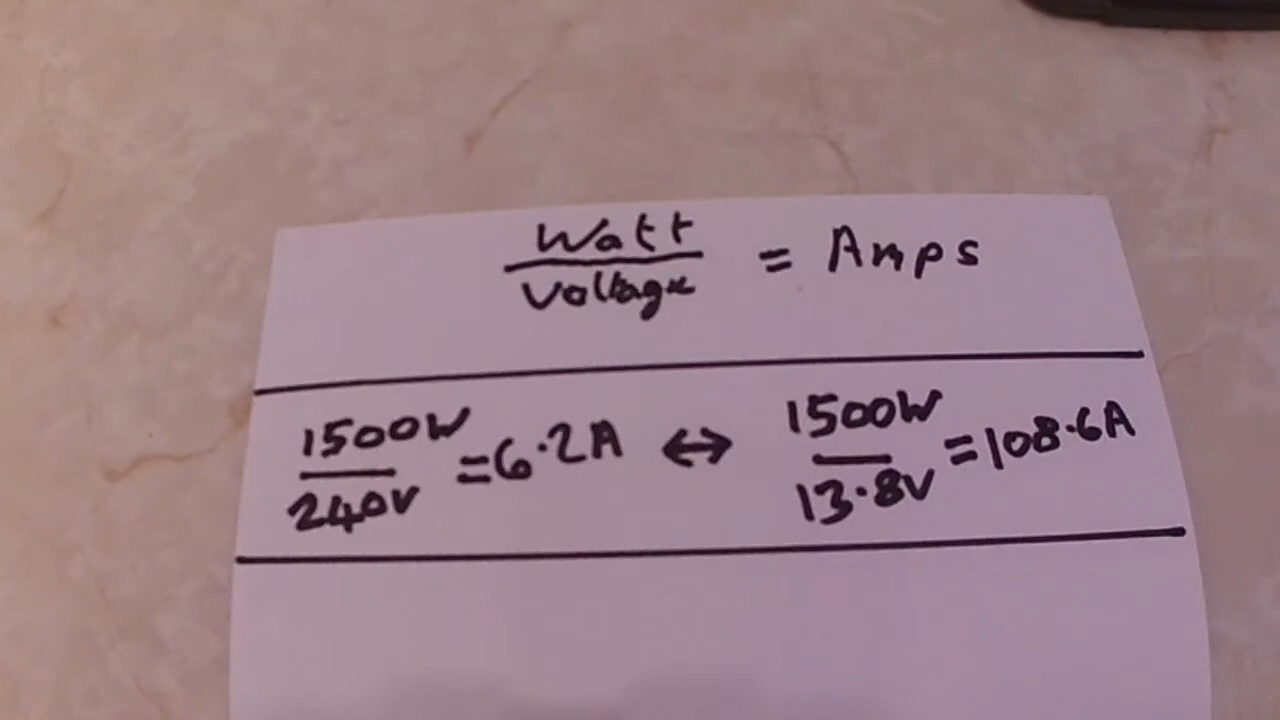 Watt
Voltage = Amps
1500W
240V =6.2A ↔ 1500W
13.8V =108.6A